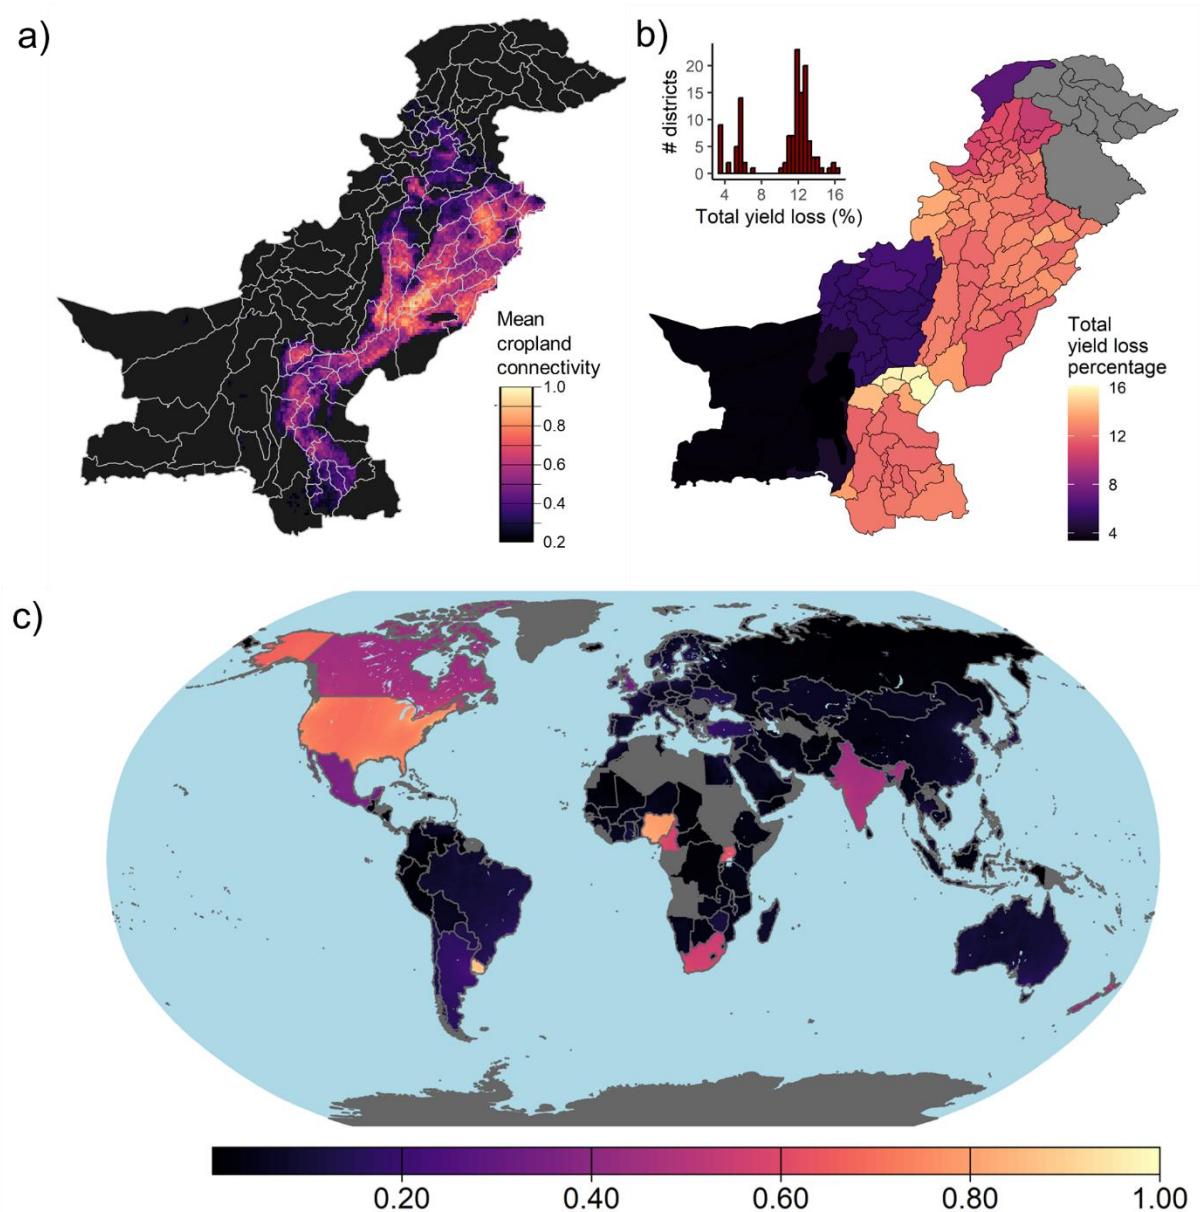 a)
Mean
cropland
connectivity
1.0
0.8
0.6
0.4
0.2
b)
# districts
20
15
10
5
0
4 8 12 16
Total yield loss (%)
Total
yield loss
percentage
16
12
8
4
c)
0.20 0.40 0.60 0.80 1.00